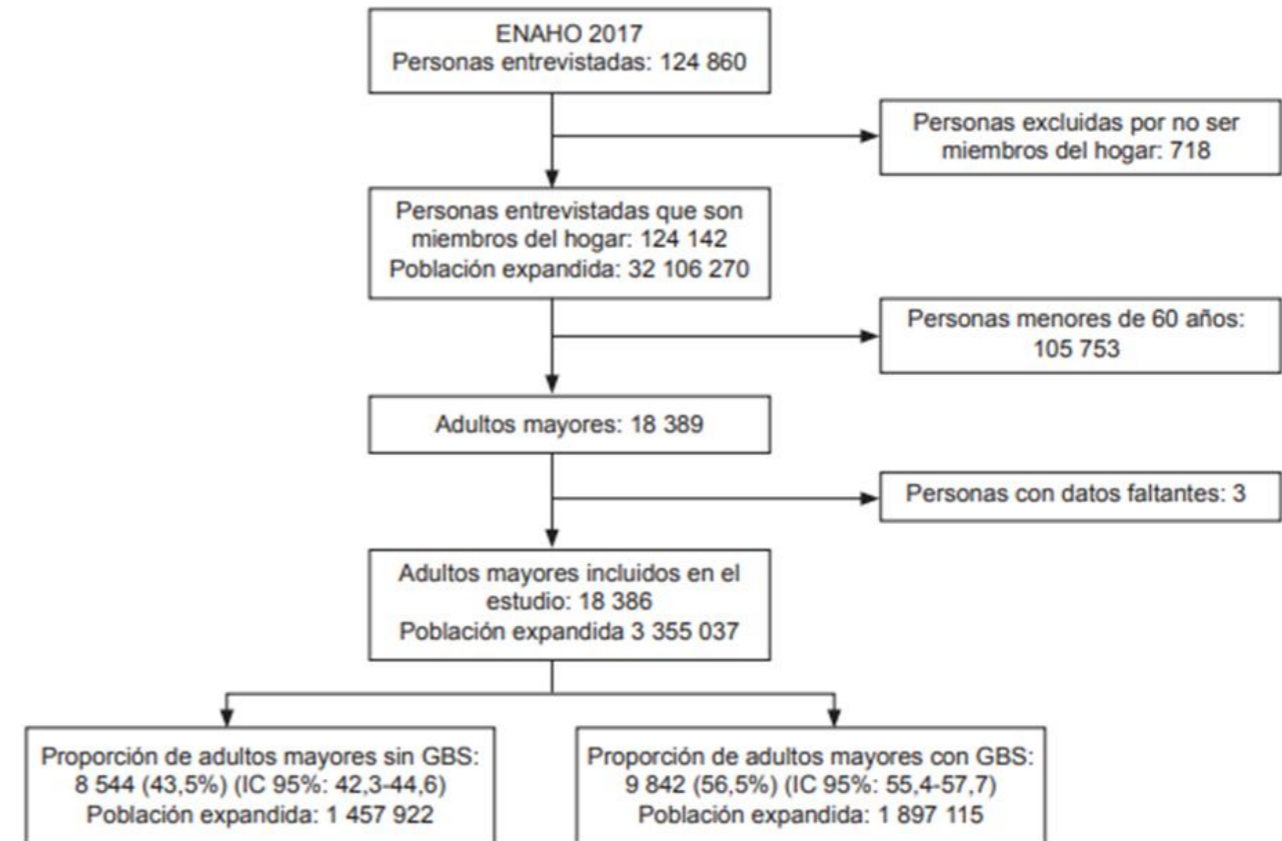 ENAHO 2017
Personas entrevistadas: 124 860
Personas excluidas por no ser
miembros del hogar: 718
Personas entrevistadas que son
miembros del hogar: 124 142
Población expandida: 32 106 270
Personas menores de 60 años:
105 753
Adultos mayores: 18 389
Personas con datos faltantes: 3
Adultos mayores incluidos en el
estudio: 18 386
Población expandida 3 355 037
Proporción de adultos mayores sin GBS:
8 544 (43,5%) (IC 95%: 42,3-44,6)
Población expandida: 1 457 922
Proporción de adultos mayores con GBS:
9 842 (56,5%) (IC 95%: 55,4-57,7)
Población expandida: 1 897 115